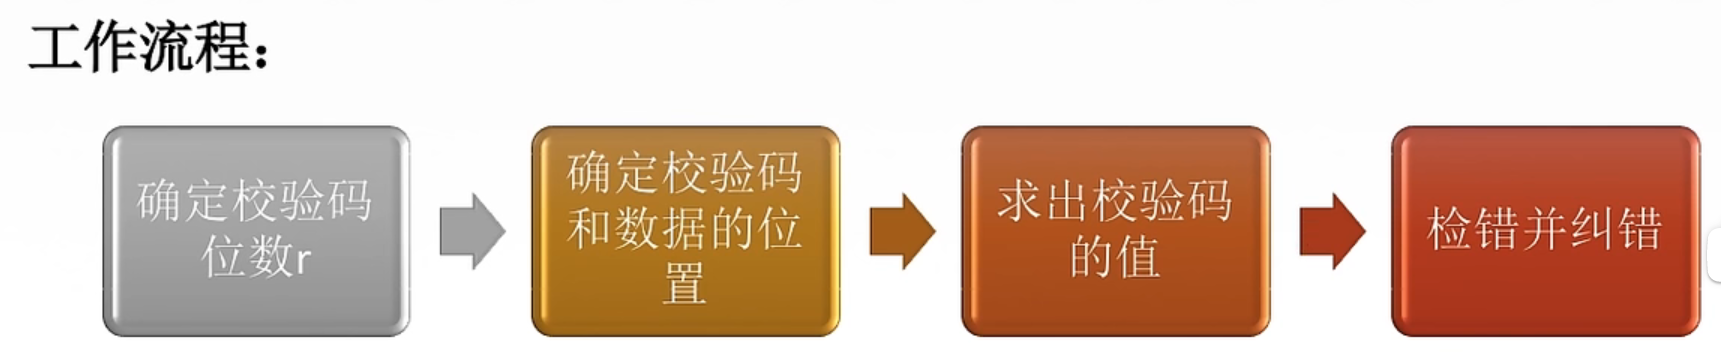 工作流程：
确定校验码
位数r
确定校验码
和数据的位
置
求出校验码
的值
检错并纠错